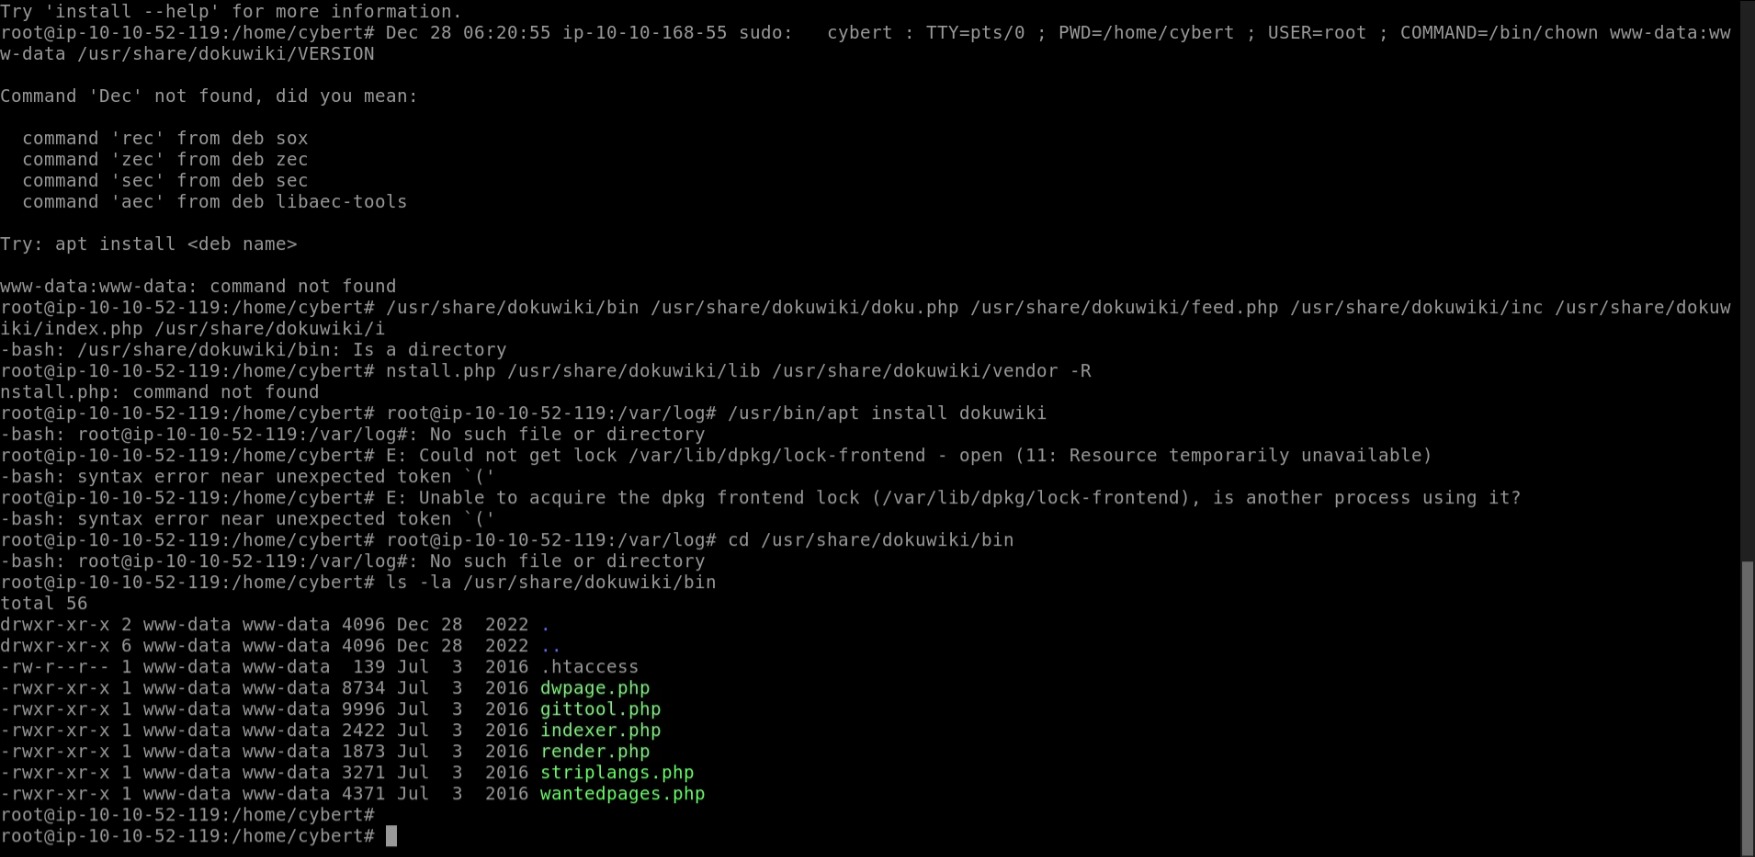 Try 'install --help' for more information.
root@ip-10-10-52-119:/home/cybert# Dec 28 06:20:55 ip-10-10-168-55 sudo:   cybert : TTY=pts/0 ; PWD=/home/cybert ; USER=root ; COMMAND=/bin/chown www-data:ww
w-data /usr/share/dokuwiki/VERSION
Command 'Dec' not found, did you mean:
  command 'rec' from deb sox
  command 'zec' from deb zec
  command 'sec' from deb sec
  command 'aec' from deb libaec-tools
Try: apt install <deb name>
www-data:www-data: command not found
root@ip-10-10-52-119:/home/cybert# /usr/share/dokuwiki/bin /usr/share/dokuwiki/doku.php /usr/share/dokuwiki/feed.php /usr/share/dokuwiki/inc /usr/share/dokuw
iki/index.php /usr/share/dokuwiki/i
-bash: /usr/share/dokuwiki/bin: Is a directory
root@ip-10-10-52-119:/home/cybert# nstall.php /usr/share/dokuwiki/lib /usr/share/dokuwiki/vendor -R
nstall.php: command not found
root@ip-10-10-52-119:/home/cybert# root@ip-10-10-52-119:/var/log# /usr/bin/apt install dokuwiki
-bash: root@ip-10-10-52-119:/var/log#: No such file or directory
root@ip-10-10-52-119:/home/cybert# E: Could not get lock /var/lib/dpkg/lock-frontend - open (11: Resource temporarily unavailable)
-bash: syntax error near unexpected token `('
root@ip-10-10-52-119:/home/cybert# E: Unable to acquire the dpkg frontend lock (/var/lib/dpkg/lock-frontend), is another process using it?
-bash: syntax error near unexpected token `('
root@ip-10-10-52-119:/home/cybert# root@ip-10-10-52-119:/var/log# cd /usr/share/dokuwiki/bin
-bash: root@ip-10-10-52-119:/var/log#: No such file or directory
root@ip-10-10-52-119:/home/cybert# ls -la /usr/share/dokuwiki/bin
total 56
drwxr-xr-x 2 www-data www-data 4096 Dec 28  2022 .
drwxr-xr-x 6 www-data www-data 4096 Dec 28  2022 ..
-rw-r--r-- 1 www-data www-data  139 Jul  3  2016 .htaccess
-rwxr-xr-x 1 www-data www-data 8734 Jul  3  2016 dwpage.php
-rwxr-xr-x 1 www-data www-data 9996 Jul  3  2016 gittool.php
-rwxr-xr-x 1 www-data www-data 2422 Jul  3  2016 indexer.php
-rwxr-xr-x 1 www-data www-data 1873 Jul  3  2016 render.php
-rwxr-xr-x 1 www-data www-data 3271 Jul  3  2016 striplangs.php
-rwxr-xr-x 1 www-data www-data 4371 Jul  3  2016 wantedpages.php
root@ip-10-10-52-119:/home/cybert#
root@ip-10-10-52-119:/home/cybert#